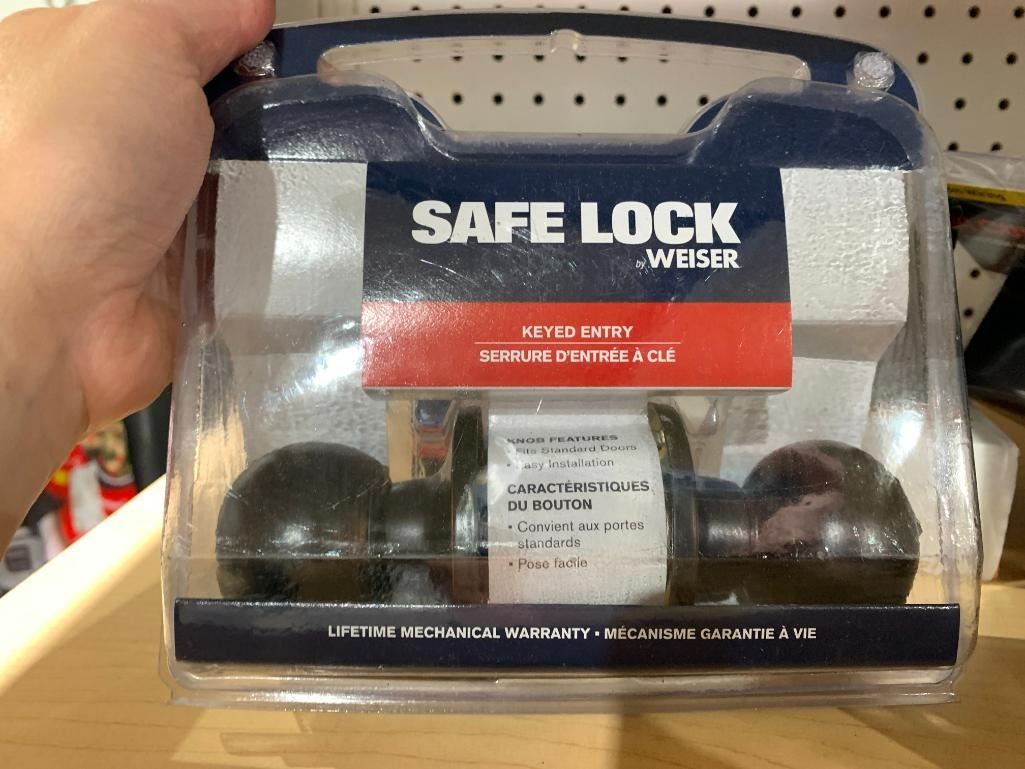 SAFE LOCK
by WEISER
KEYED ENTRY
SERRURE D'ENTRÉE À CLÉ
KNOB FEATURES
Fits Standard Doors
• Easy Installation
CARACTÉRISTIQUES
DU BOUTON
• Convient aux portes
standards
• Pose facile
LIFETIME MECHANICAL WARRANTY • MÉCANISME GARANTIE À VIE